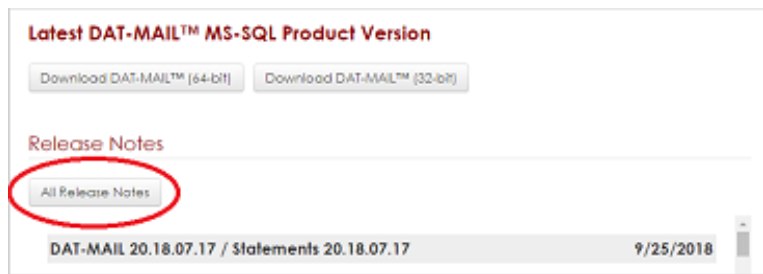 Latest DAT-MAIL™ MS-SQL Product Version
Download DAT-MAIL™ (64-bit) Download DAT-MAIL™ (32-bit)
Release Notes
All Release Notes
DAT-MAIL 20.18.07.17 / Statements 20.18.07.17 9/25/2018